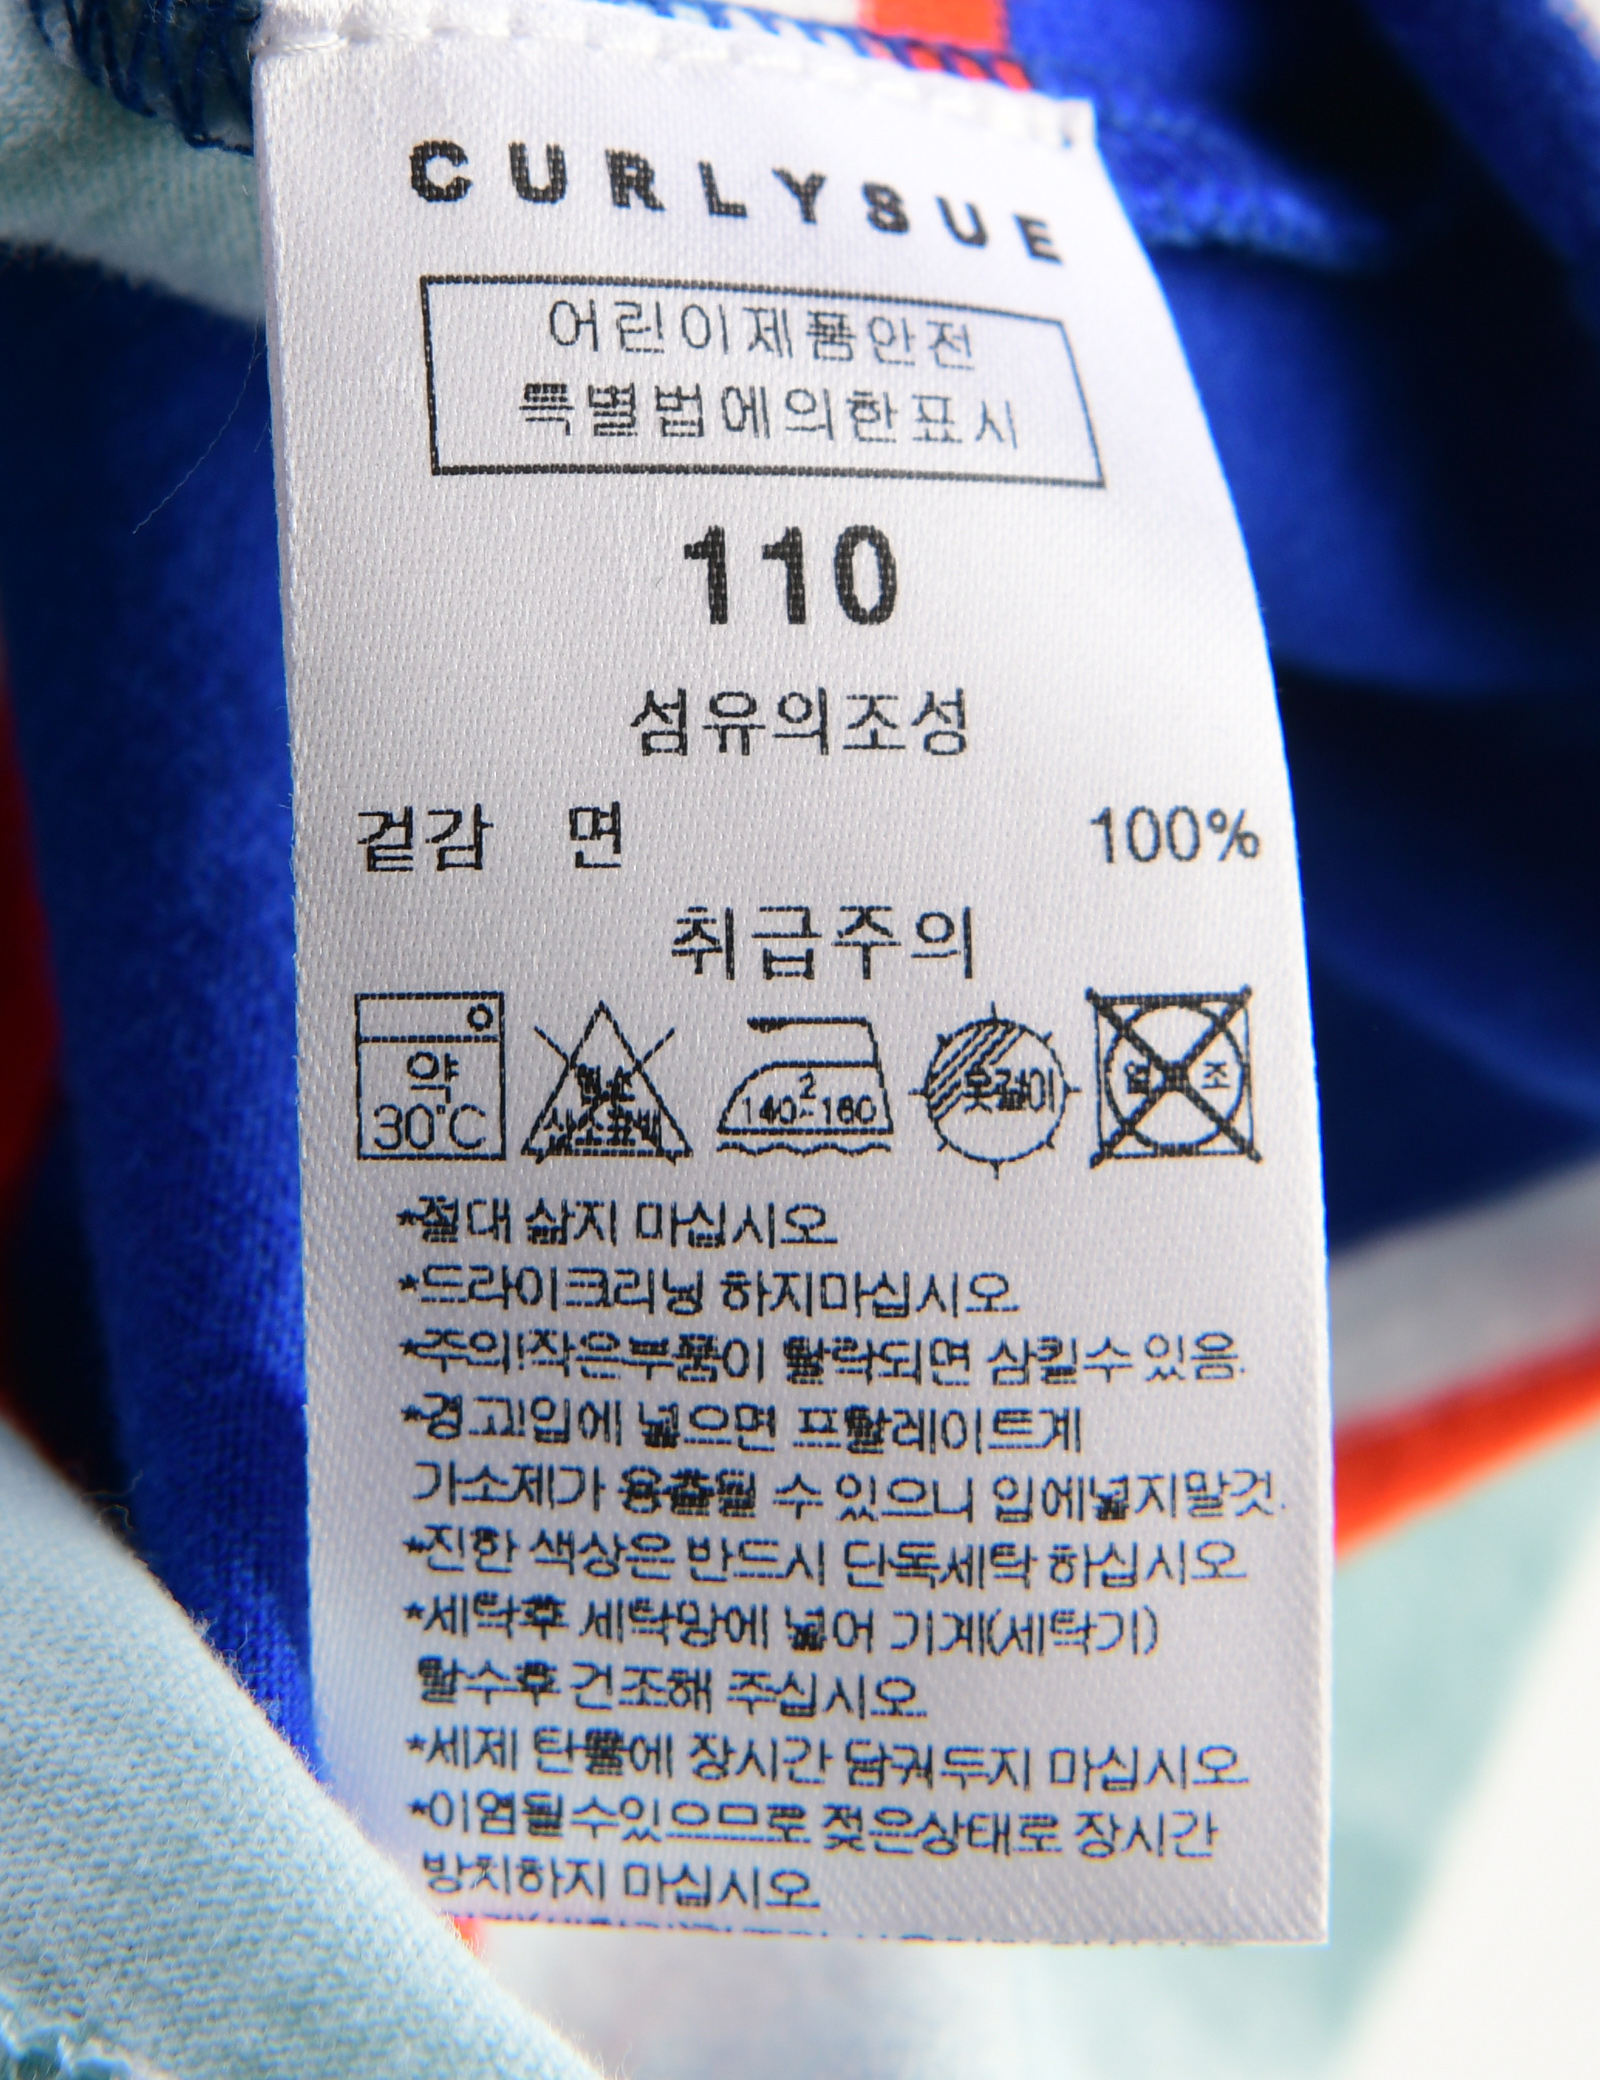 CURLYSUE
어린이제품안전
특별법에의한표시
110
섬유의조성
겉감 면 100%
취급주의
약 30°C
염소 산소표백
2 140-160
옷걸이
조
*절대 삶지 마십시오
*드라이크리닝 하지마십시오
*주의!작은부품이 탈락되면 삼킬수 있음.
*경고!입에 넣으면 프탈레이트계
가소제가 용출될 수 있으니 입에넣지말것.
*진한 색상은 반드시 단독세탁 하십시오
*세탁후 세탁망에 넣어 기계(세탁기)
탈수후 건조해 주십시오
*세제 탄물에 장시간 담궈두지 마십시오
*이염될수있으므로 젖은상태로 장시간
방치하지 마십시오